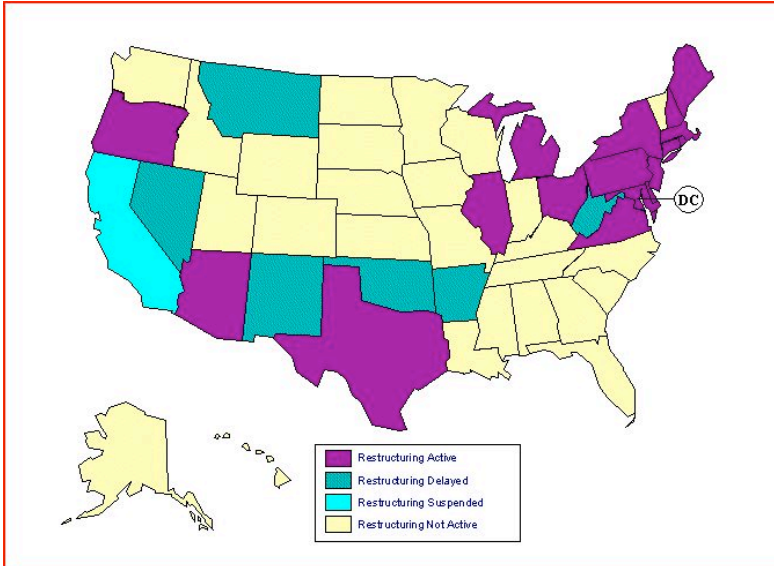 DC
Restructuring Active
Restructuring Delayed
Restructuring Suspended
Restructuring Not Active